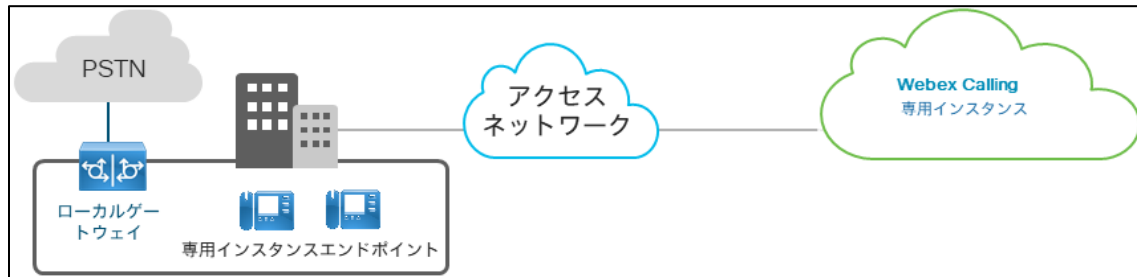 PSTN
アクセス
ネットワーク
Webex Calling
専用インスタンス
ローカルゲー
トウェイ
専用インスタンスエンドポイント